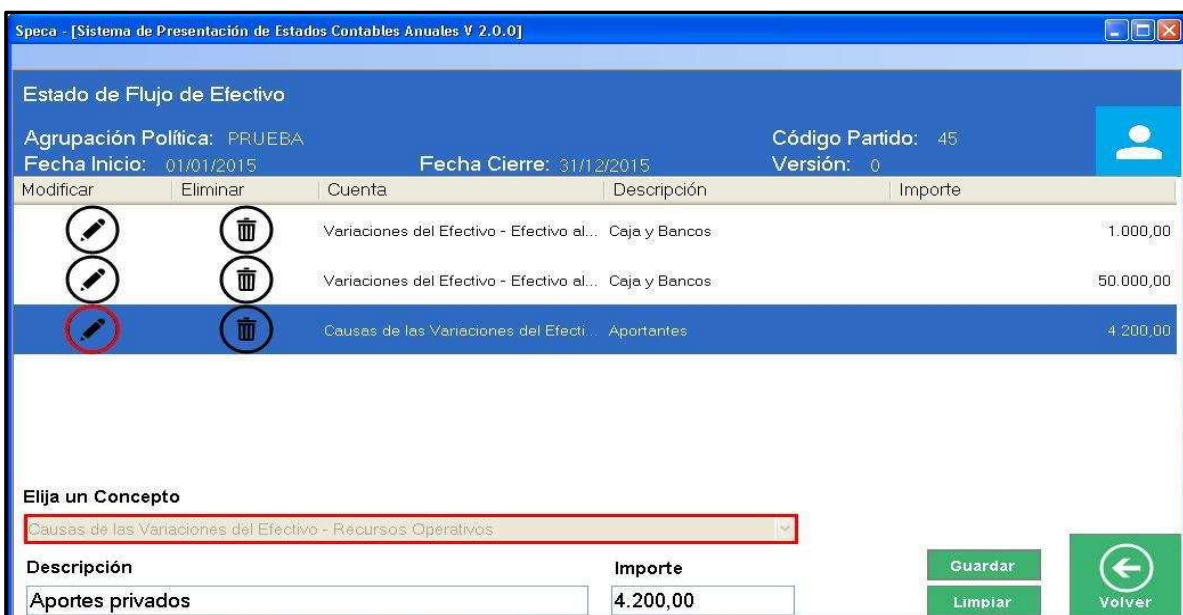 Speca - [Sistema de Presentación de Estados Contables Anuales V 2.0.0]
Estado de Flujo de Efectivo
Agrupación Política: PRUEBA Código Partido: 45
Fecha Inicio: 01/01/2015 Fecha Cierre: 31/12/2015 Versión: 0
Modificar Eliminar Cuenta Descripción Importe
Variaciones del Efectivo - Efectivo al... Caja y Bancos 1.000,00
Variaciones del Efectivo - Efectivo al... Caja y Bancos 50.000,00
Causas de las Variaciones del Efecti... Aportantes 4.200,00
Elija un Concepto
Causas de las Variaciones del Efectivo - Recursos Operativos
Descripción Importe Guardar
Aportes privados 4.200,00 Limpiar Volver